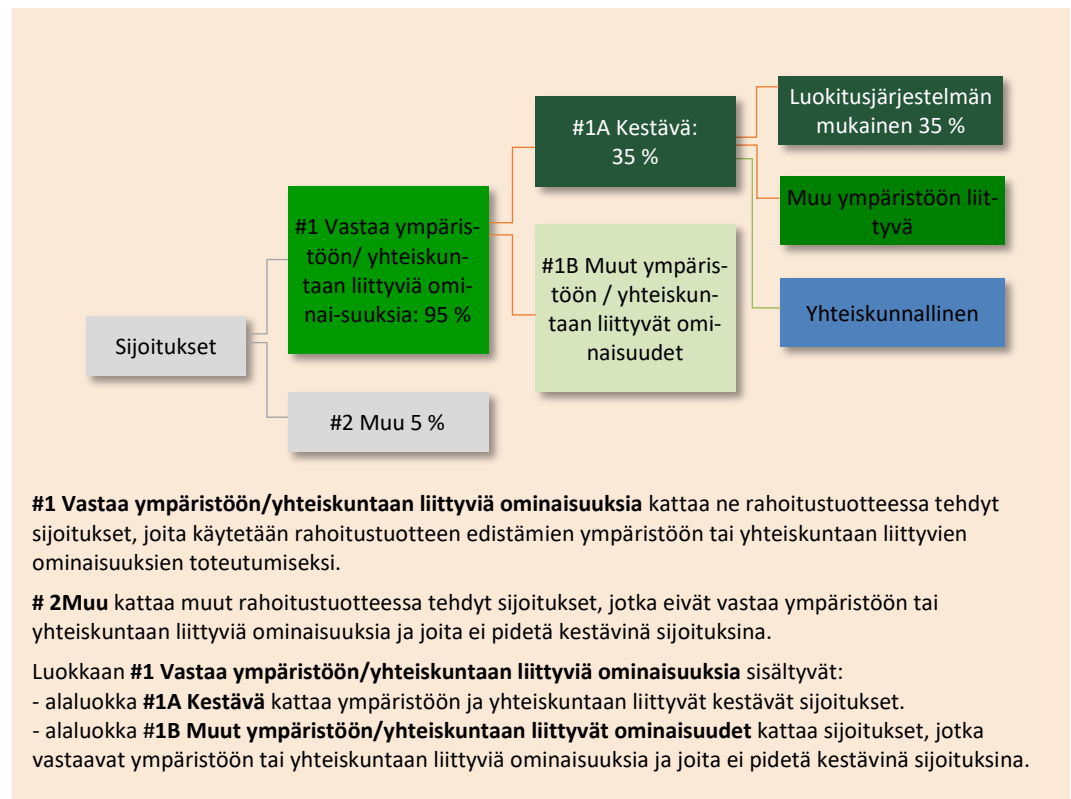 Luokitusjärjestelmän
mukainen 35 %
#1A Kestävä:
35 %
Muu ympäristöön liit-
tyvä
#1 Vastaa ympäris-
töön/ yhteiskun-
taan liittyviä omi-
nai-suuksia: 95 %
#1B Muut ympäris-
töön / yhteiskun-
taan liittyvät omi-
naisuudet
Yhteiskunnallinen
Sijoitukset
#2 Muu 5 %
#1 Vastaa ympäristöön/yhteiskuntaan liittyviä ominaisuuksia kattaa ne rahoitustuotteessa tehdyt
sijoitukset, joita käytetään rahoitustuotteen edistämien ympäristöön tai yhteiskuntaan liittyvien
ominaisuuksien toteutumiseksi.
# 2Muu kattaa muut rahoitustuotteessa tehdyt sijoitukset, jotka eivät vastaa ympäristöön tai
yhteiskuntaan liittyviä ominaisuuksia ja joita ei pidetä kestävinä sijoituksina.
Luokkaan #1 Vastaa ympäristöön/yhteiskuntaan liittyviä ominaisuuksia sisältyvät:
- alaluokka #1A Kestävä kattaa ympäristöön ja yhteiskuntaan liittyvät kestävät sijoitukset.
- alaluokka #1B Muut ympäristöön/yhteiskuntaan liittyvät ominaisuudet kattaa sijoitukset, jotka
vastaavat ympäristöön tai yhteiskuntaan liittyviä ominaisuuksia ja joita ei pidetä kestävinä sijoituksina.